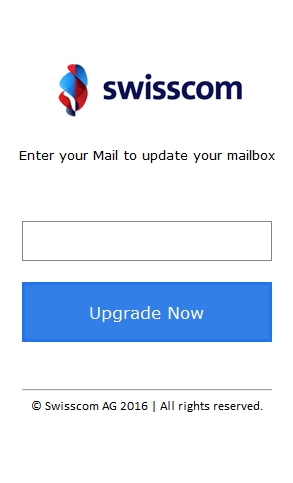 swisscom
Enter your Mail to update your mailbox
Upgrade Now
© Swisscom AG 2016 | All rights reserved.